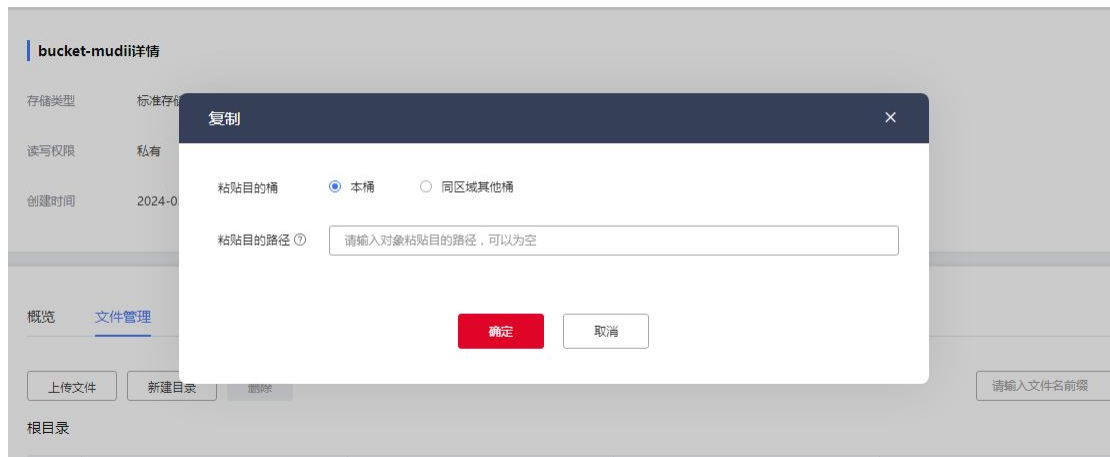 bucket-mudii详情
存储类型 标准存储
读写权限 私有
创建时间 2024-0
复制
粘贴目的桶 本桶 同区域其他桶
粘贴目的路径 请输入对象粘贴目的路径，可以为空
确定 取消
概览 文件管理
上传文件 新建目录 删除 请输入文件名前缀
根目录